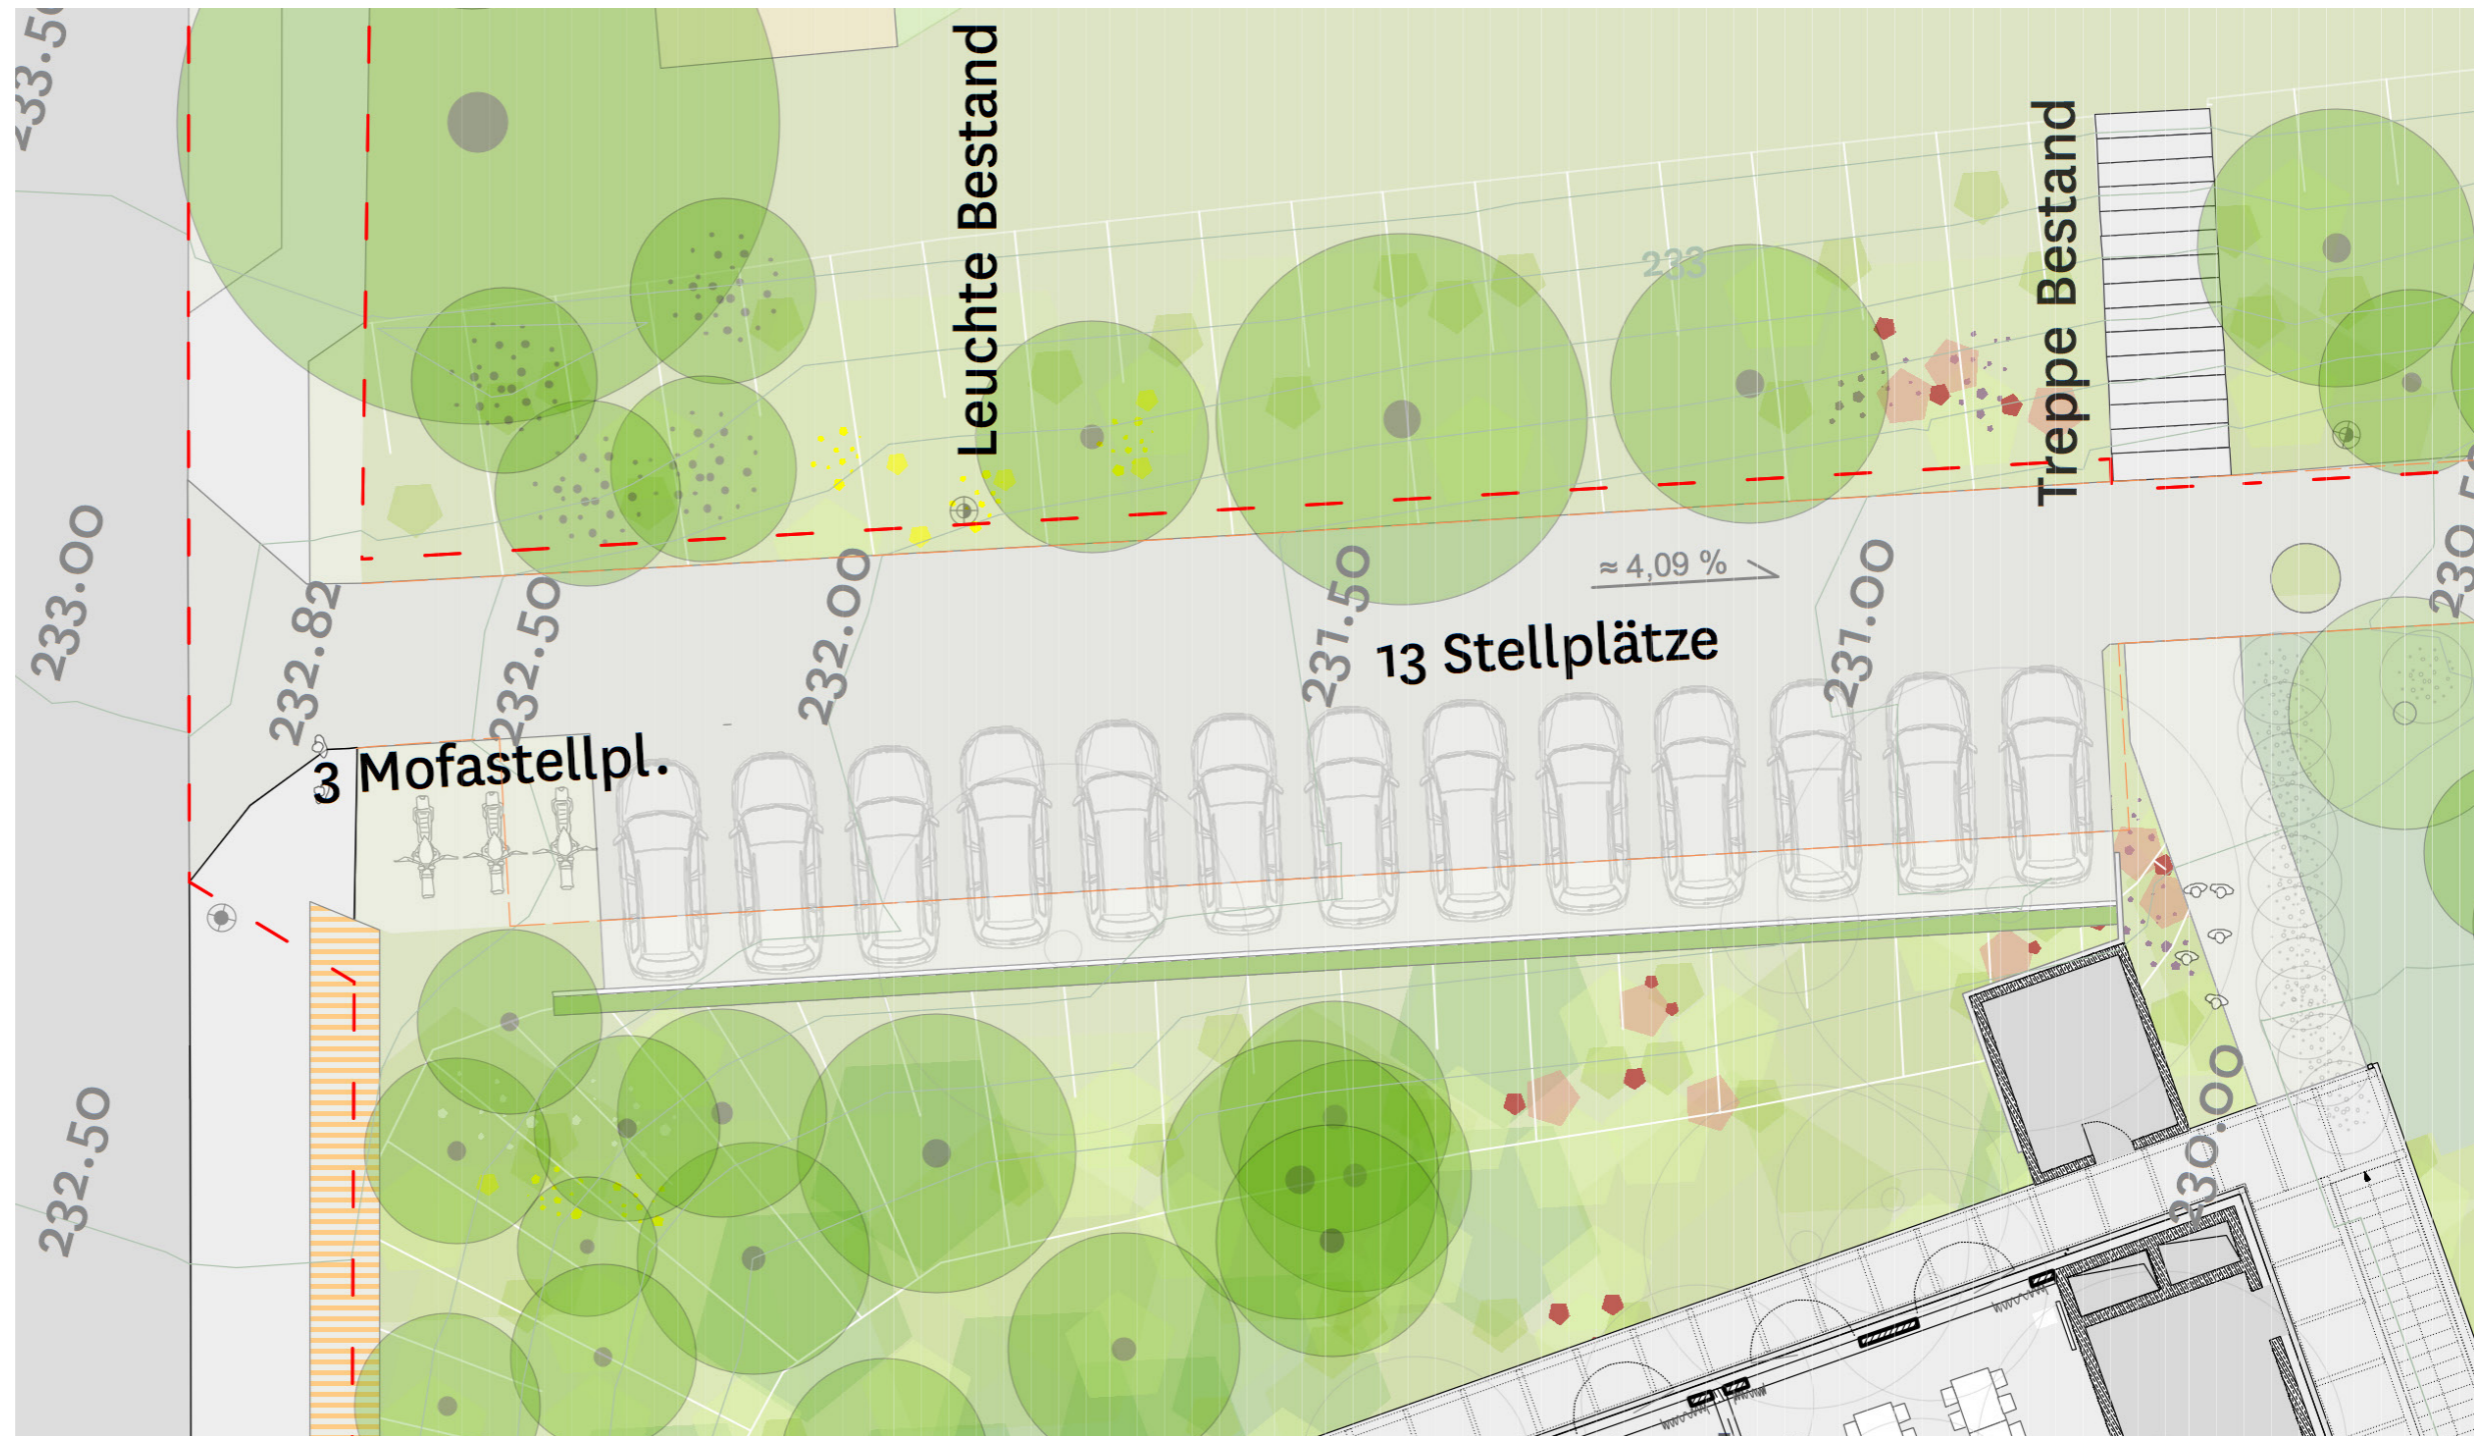 233.50
Leuchte Bestand
Treppe Bestand
233
233.00
232.82
232.50
232.00
231.50
≈ 4,09 %
231.00
13 Stellplätze
3 Mofastellpl.
232.50
230.00